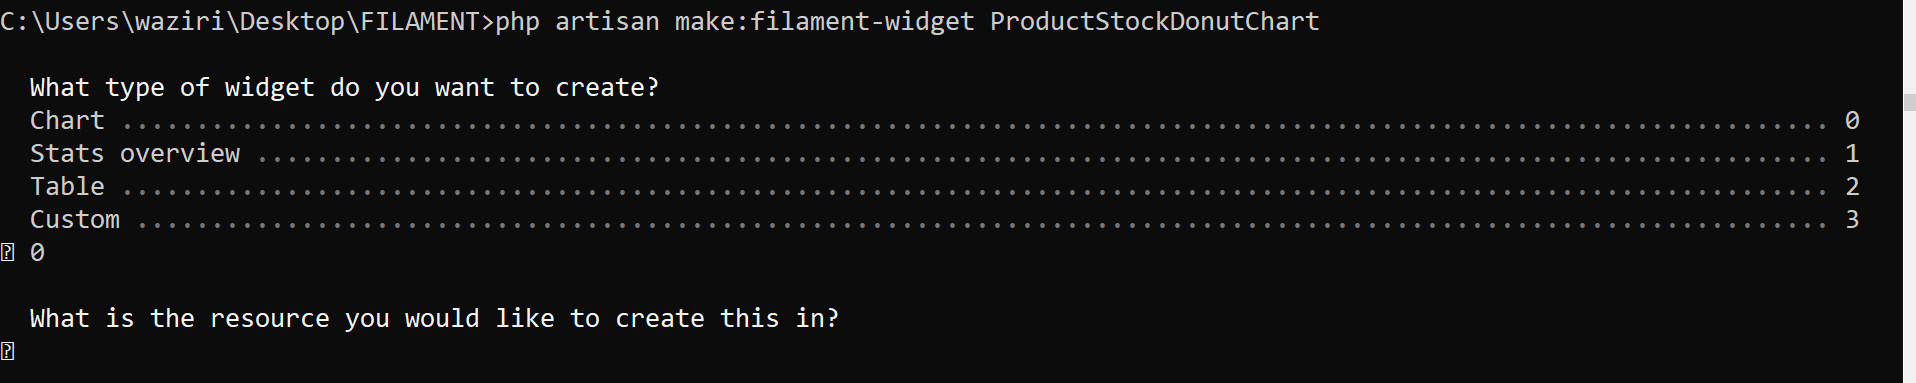 C:\Users\waziri\Desktop\FILAMENT>php artisan make:filament-widget ProductStockDonutChart
What type of widget do you want to create?
Chart ................................................................................................................. 0
Stats overview ........................................................................................................ 1
Table ................................................................................................................. 2
Custom ................................................................................................................ 3
⍰ 0
What is the resource you would like to create this in?
⍰